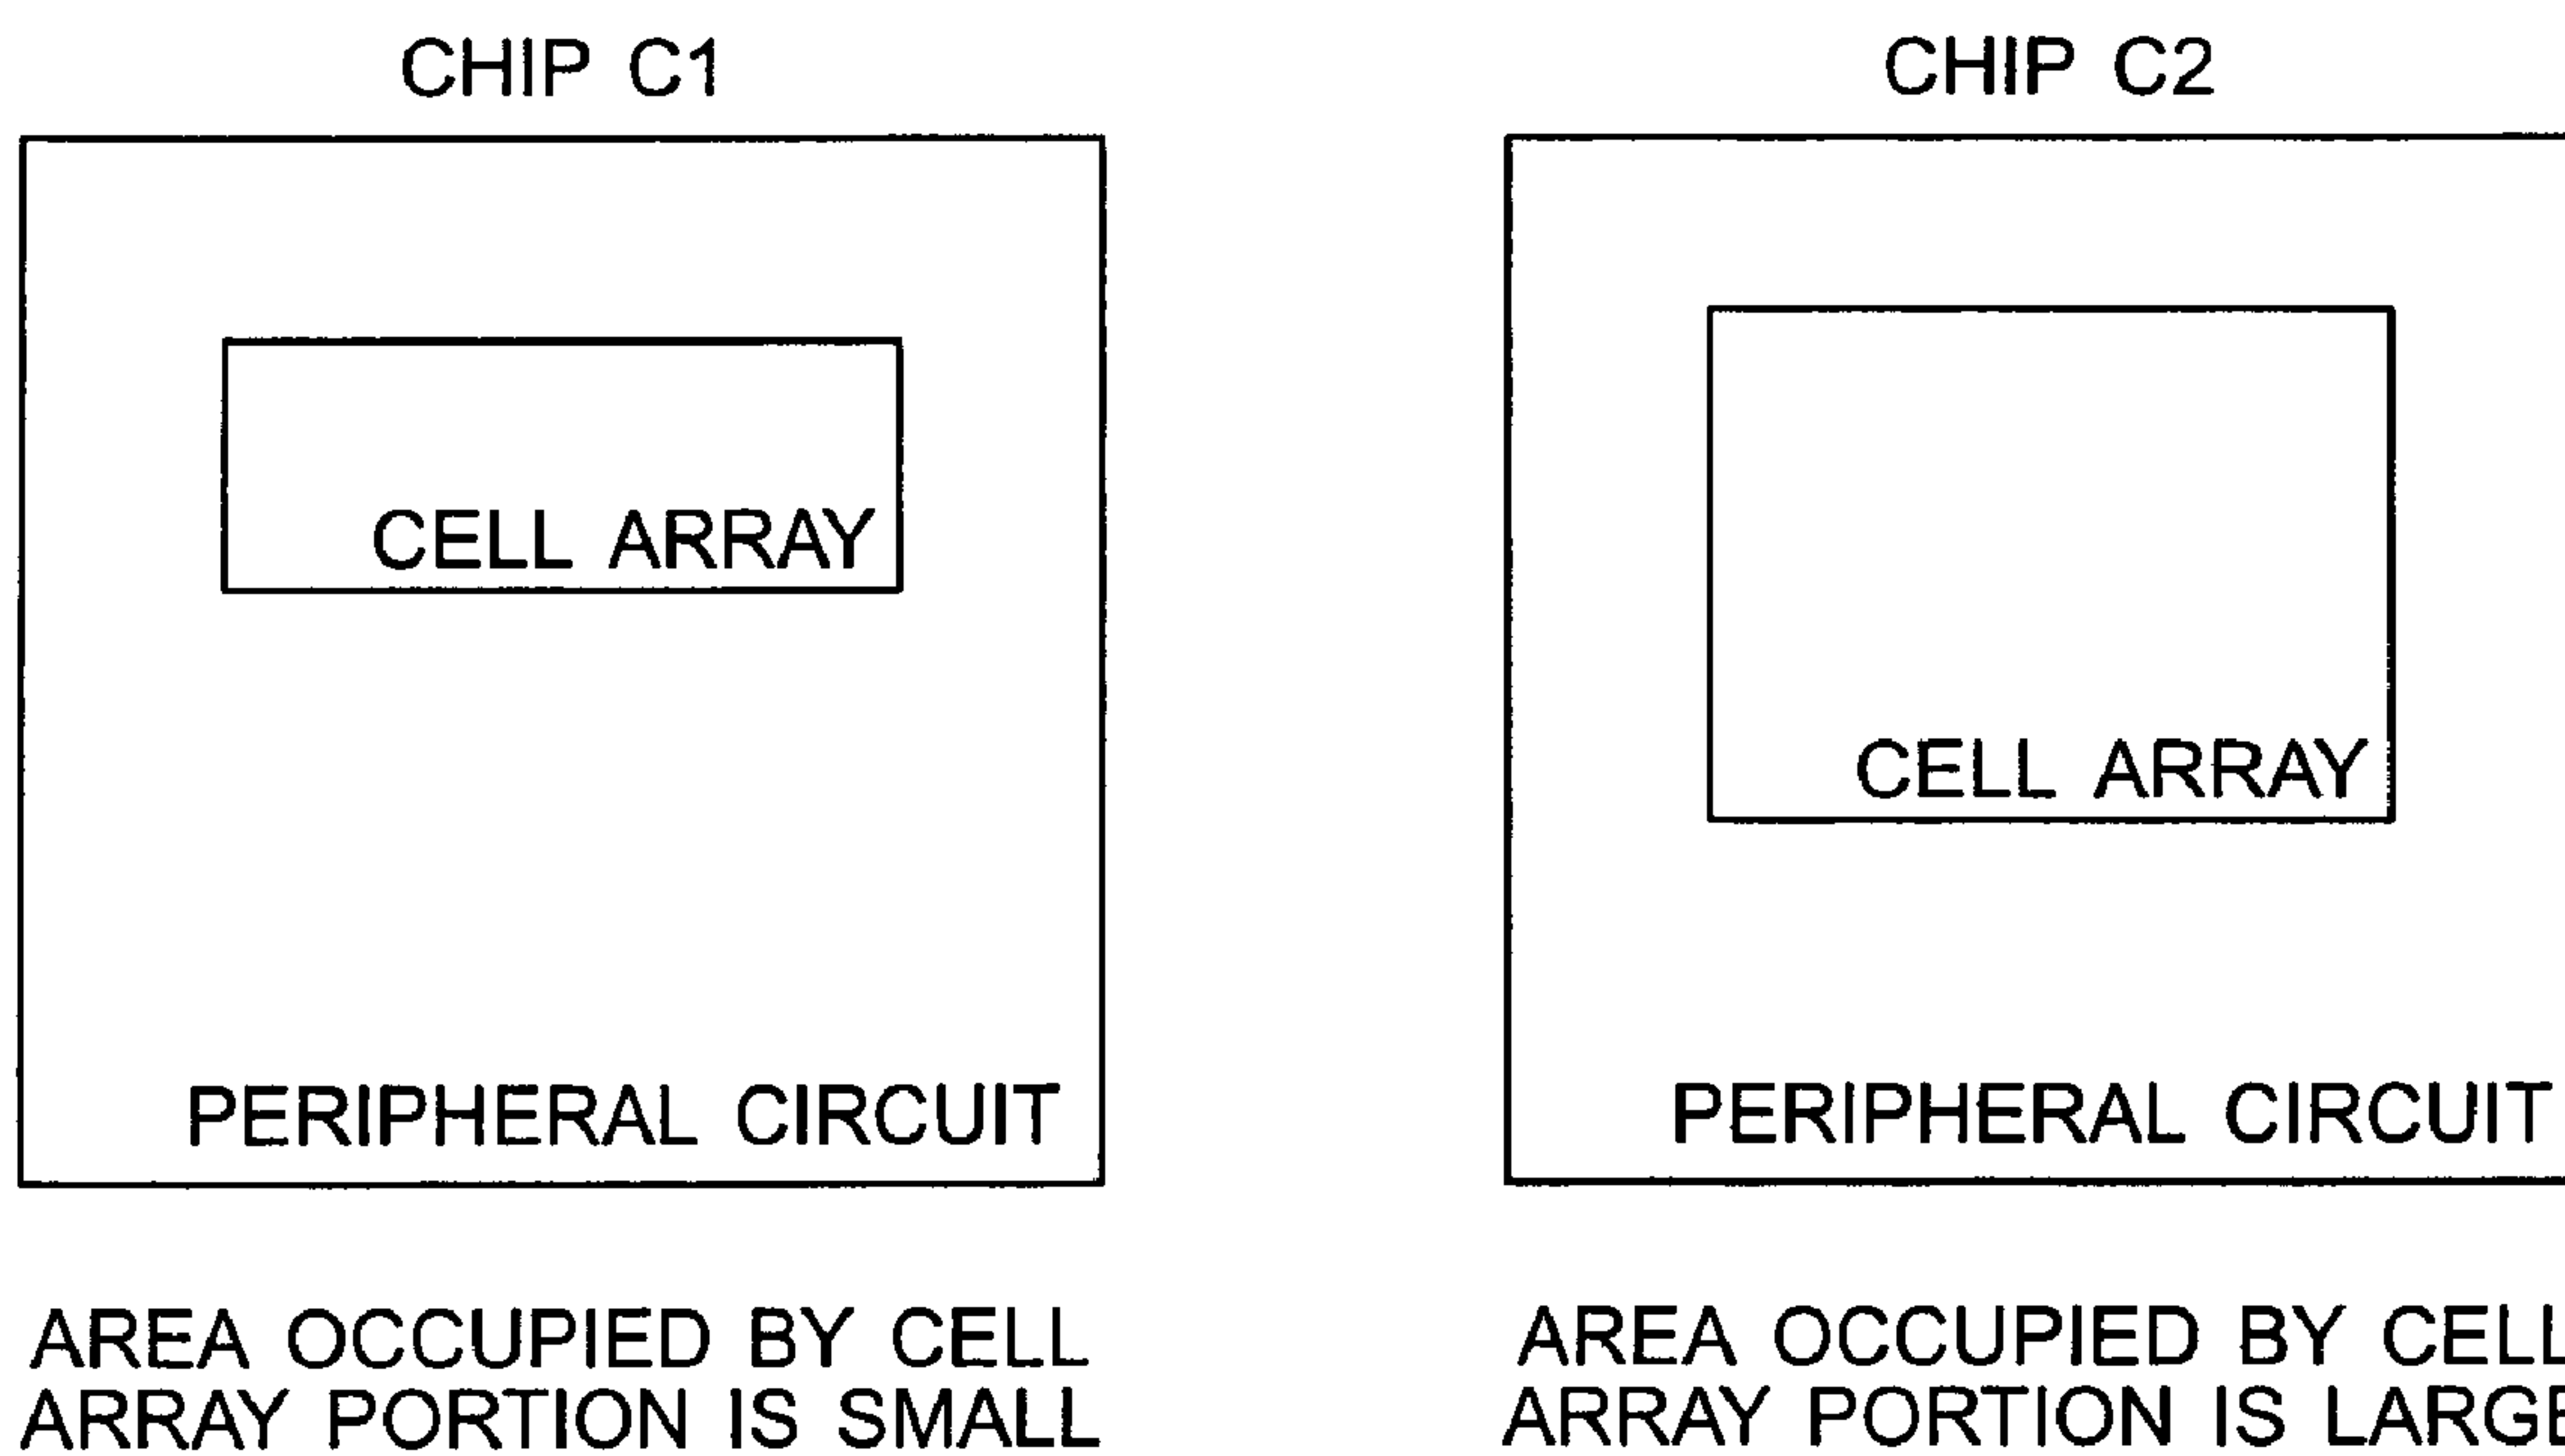 CHIP C1
CELL ARRAY
PERIPHERAL CIRCUIT
AREA OCCUPIED BY CELL
ARRAY PORTION IS SMALL
CHIP C2
CELL ARRAY
PERIPHERAL CIRCUIT
AREA OCCUPIED BY CELL
ARRAY PORTION IS LARGE